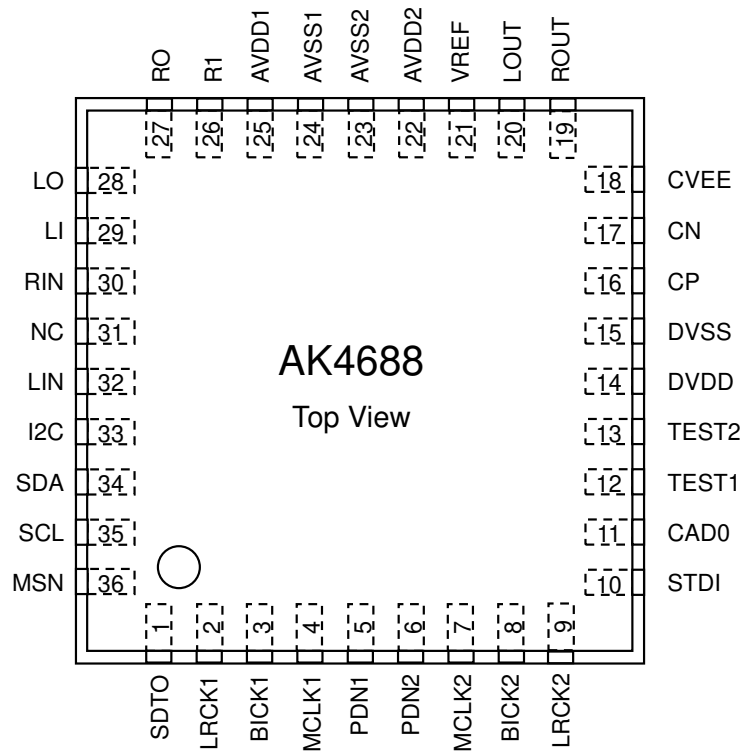 RO R1 AVDD1 AVSS1 AVSS2 AVDD2 VREF LOUT ROUT
27 26 25 24 23 22 21 20 19
LO 28 18 CVEE
LI 29 17 CN
RIN 30 16 CP
NC 31 15 DVSS
AK4688
LIN 32 14 DVDD
Top View
I2C 33 13 TEST2
SDA 34 12 TEST1
SCL 35 11 CAD0
MSN 36 10 STDI
1 2 3 4 5 6 7 8 9
SDTO LRCK1 BICK1 MCLK1 PDN1 PDN2 MCLK2 BICK2 LRCK2